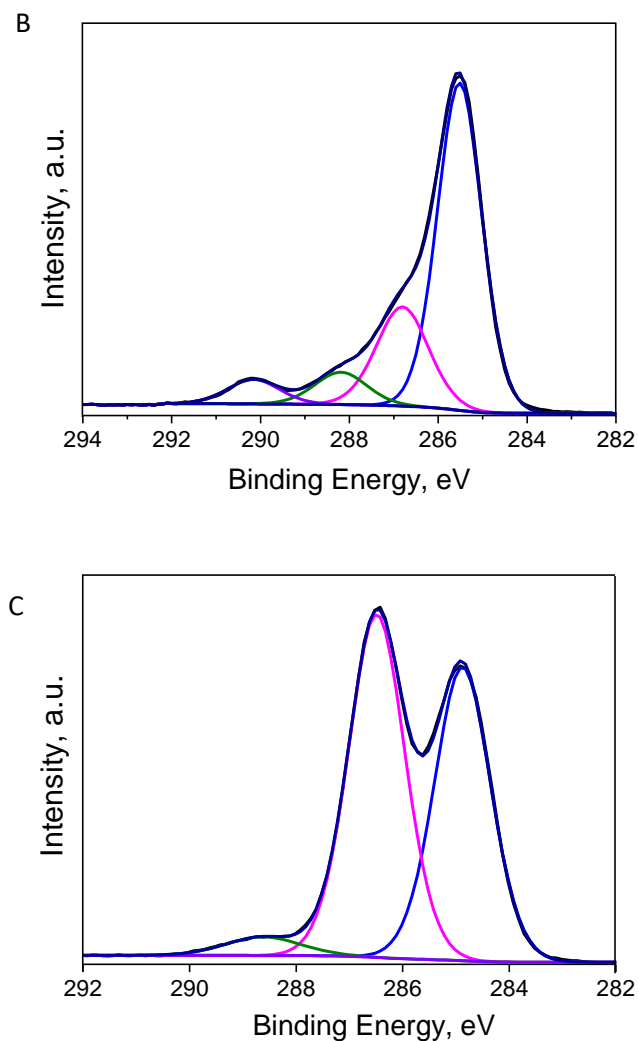 B
Intensity, a.u.
294 292 290 288 286 284 282
Binding Energy, eV
C
Intensity, a.u.
292 290 288 286 284 282
Binding Energy, eV